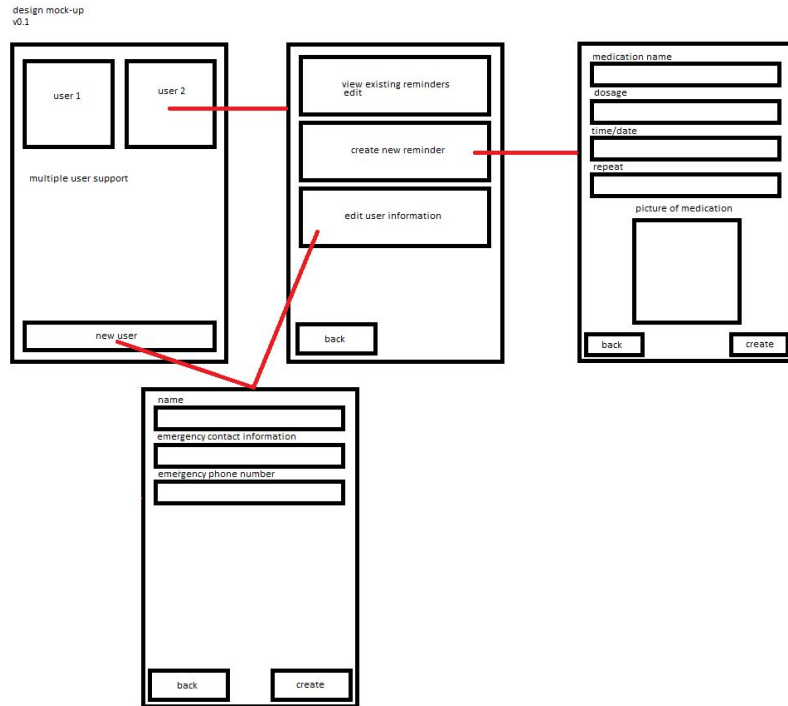 design mock-up
v0.1
user 1
user 2
multiple user support
new user
view existing reminders
edit
create new reminder
edit user information
back
medication name
dosage
time/date
repeat
picture of medication
back
create
name
emergency contact information
emergency phone number
back
create